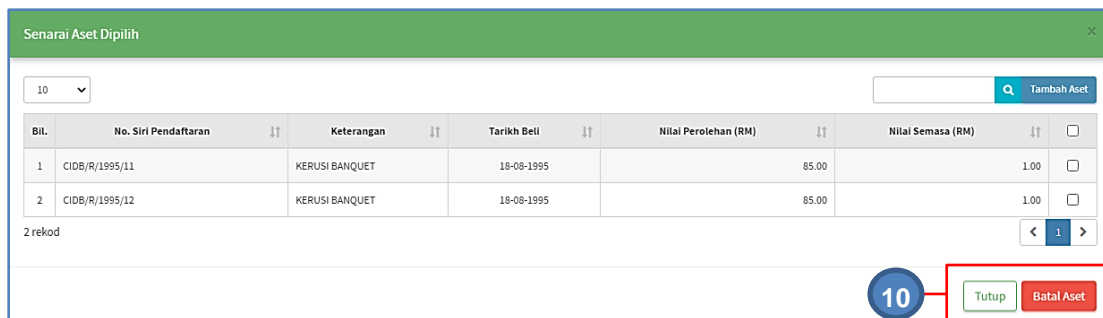 Senarai Aset Dipilih ×
10 Tambah Aset
Bil. No. Siri Pendaftaran Keterangan Tarikh Beli Nilai Perolehan (RM) Nilai Semasa (RM)
1 CIDB/R/1995/11 KERUSI BANQUET 18-08-1995 85.00 1.00
2 CIDB/R/1995/12 KERUSI BANQUET 18-08-1995 85.00 1.00
2 rekod < 1 >
10 Tutup Batal Aset